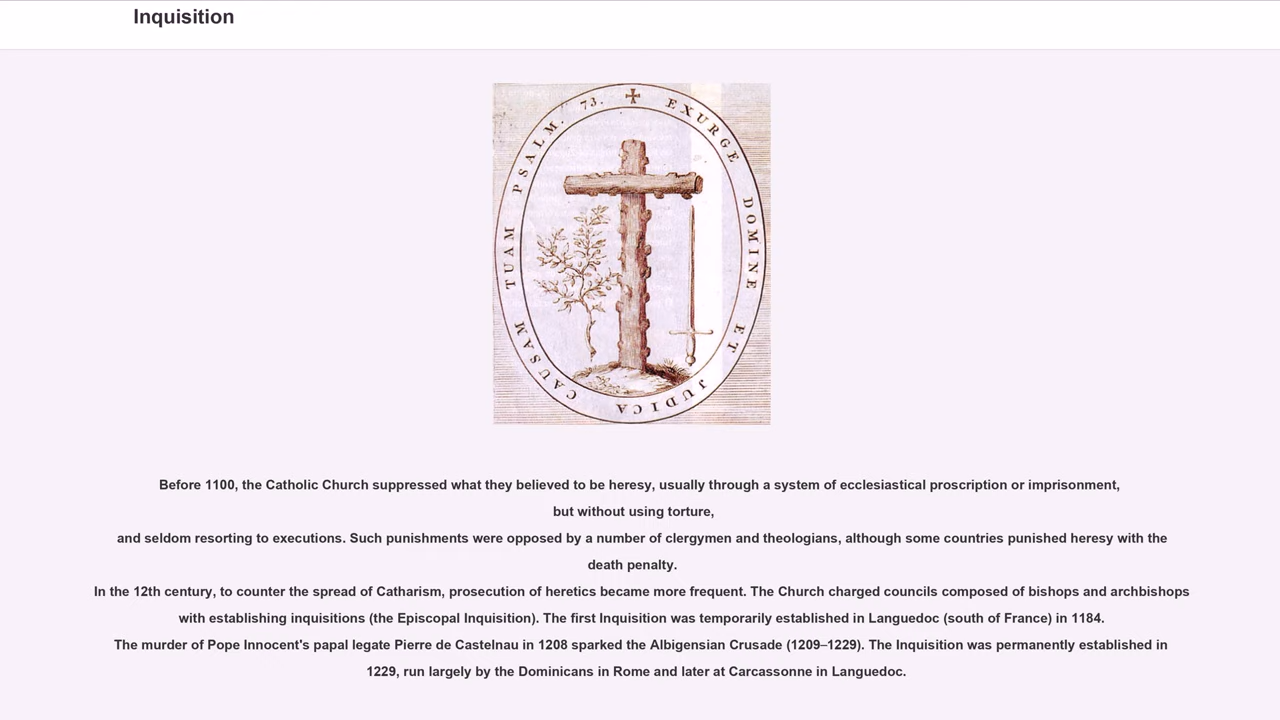 Inquisition
✠ EXURGE DOMINE ET JUDICA CAUSAM TUAM PSALM. 73.
Before 1100, the Catholic Church suppressed what they believed to be heresy, usually through a system of ecclesiastical proscription or imprisonment,
but without using torture,
and seldom resorting to executions. Such punishments were opposed by a number of clergymen and theologians, although some countries punished heresy with the
death penalty.
In the 12th century, to counter the spread of Catharism, prosecution of heretics became more frequent. The Church charged councils composed of bishops and archbishops
with establishing inquisitions (the Episcopal Inquisition). The first Inquisition was temporarily established in Languedoc (south of France) in 1184.
The murder of Pope Innocent's papal legate Pierre de Castelnau in 1208 sparked the Albigensian Crusade (1209–1229). The Inquisition was permanently established in
1229, run largely by the Dominicans in Rome and later at Carcassonne in Languedoc.